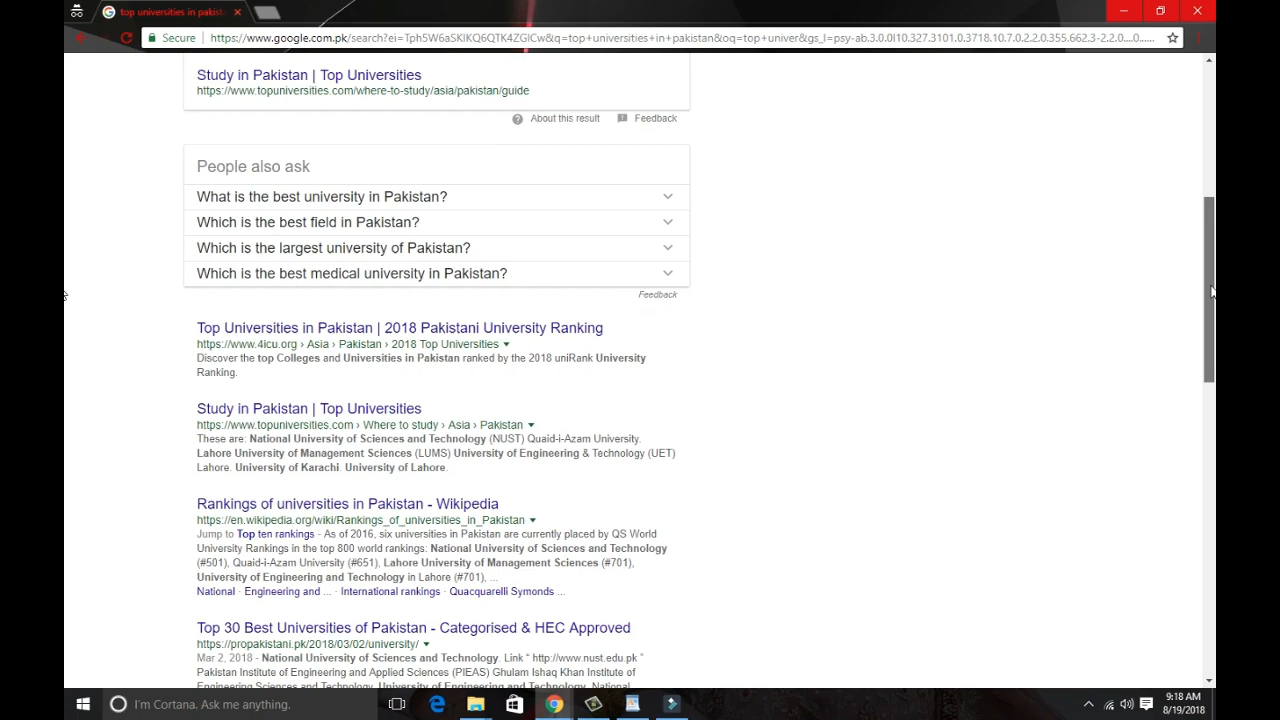 top universities in pakist
Secure
https://www.google.com.pk/search?ei=Tph5W6aSKIKQ6QTK4ZGICw&q=top+universities+in+pakistan&oq=top+univer&gs_l=psy-ab.3.0.0l10.327.3101.0.3718.10.7.0.2.2.0.355.662.3-2.2.0....0...
Study in Pakistan | Top Universities
https://www.topuniversities.com/where-to-study/asia/pakistan/guide
About this result Feedback
People also ask
What is the best university in Pakistan?
Which is the best field in Pakistan?
Which is the largest university of Pakistan?
Which is the best medical university in Pakistan?
Feedback
Top Universities in Pakistan | 2018 Pakistani University Ranking
https://www.4icu.org › Asia › Pakistan › 2018 Top Universities
Discover the top Colleges and Universities in Pakistan ranked by the 2018 uniRank University
Ranking.
Study in Pakistan | Top Universities
https://www.topuniversities.com › Where to study › Asia › Pakistan
These are: National University of Sciences and Technology (NUST) Quaid-i-Azam University.
Lahore University of Management Sciences (LUMS) University of Engineering & Technology (UET)
Lahore. University of Karachi. University of Lahore.
Rankings of universities in Pakistan - Wikipedia
https://en.wikipedia.org/wiki/Rankings_of_universities_in_Pakistan
Jump to Top ten rankings - As of 2016, six universities in Pakistan are currently placed by QS World
University Rankings in the top 800 world rankings: National University of Sciences and Technology
(#501), Quaid-i-Azam University (#651), Lahore University of Management Sciences (#701),
University of Engineering and Technology in Lahore (#701), ...
National · Engineering and ... · International rankings · Quacquarelli Symonds ...
Top 30 Best Universities of Pakistan - Categorised & HEC Approved
https://propakistani.pk/2018/03/02/university/
Mar 2, 2018 - National University of Sciences and Technology. Link “ http://www.nust.edu.pk ”
Pakistan Institute of Engineering and Applied Sciences (PIEAS) Ghulam Ishaq Khan Institute of
Engineering Sciences and Technology. University of Engineering and Technology. National
I'm Cortana. Ask me anything.
9:18 AM
8/19/2018